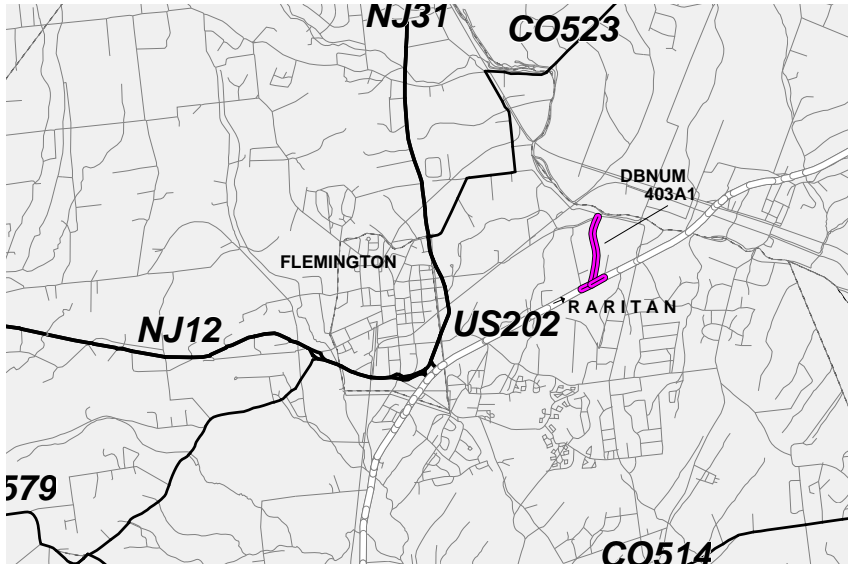 NJ31
CO523
DBNUM
403A1
FLEMINGTON
RARITAN
NJ12
US202
579
CO514